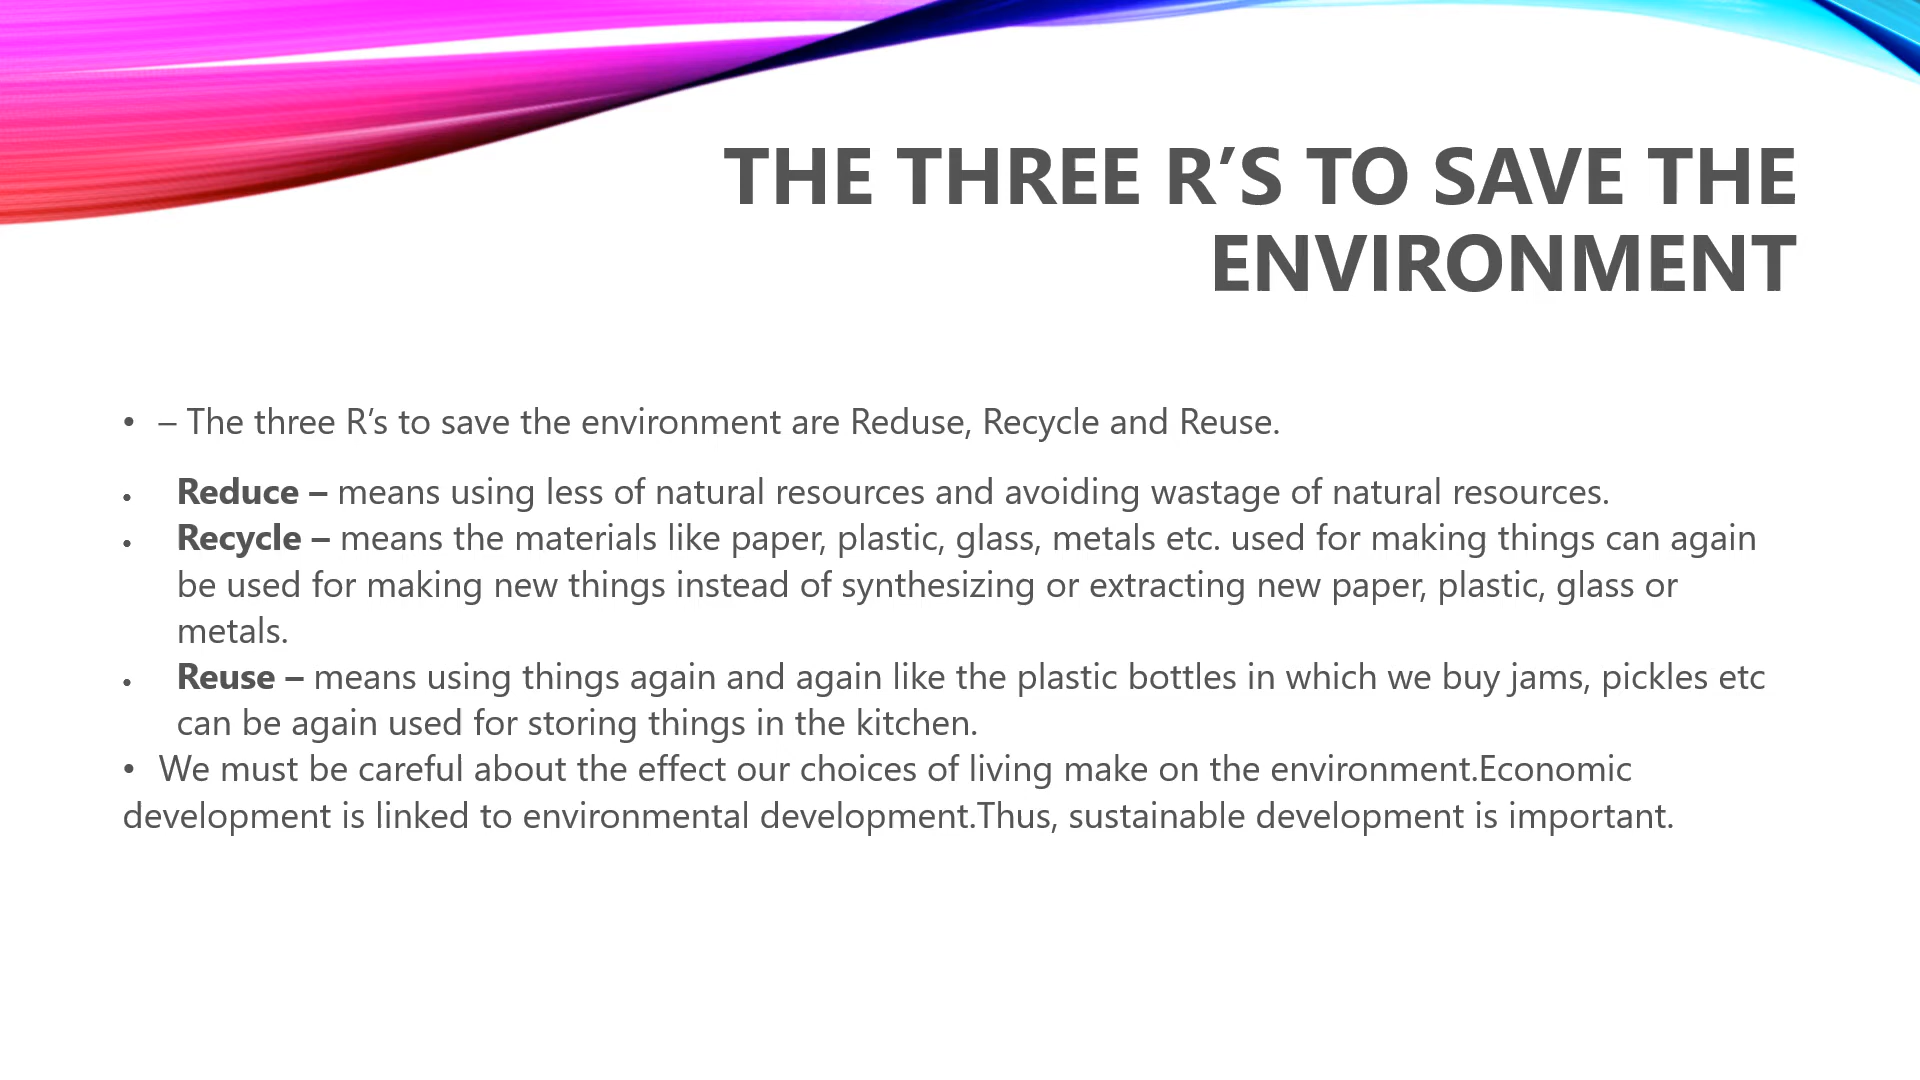 THE THREE R’S TO SAVE THE
ENVIRONMENT
• – The three R’s to save the environment are Reduse, Recycle and Reuse.
• Reduce – means using less of natural resources and avoiding wastage of natural resources.
• Recycle – means the materials like paper, plastic, glass, metals etc. used for making things can again
be used for making new things instead of synthesizing or extracting new paper, plastic, glass or
metals.
• Reuse – means using things again and again like the plastic bottles in which we buy jams, pickles etc
can be again used for storing things in the kitchen.
• We must be careful about the effect our choices of living make on the environment.Economic
development is linked to environmental development.Thus, sustainable development is important.